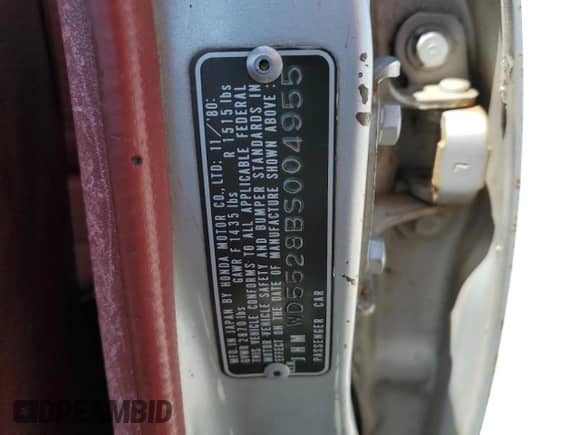 MFD. IN JAPAN BY HONDA MOTOR CO., LTD; 11/'80:
GVWR 2870 lbs GAWR F 1435 lbs R 1515 lbs
THIS VEHICLE CONFORMS TO ALL APPLICABLE FEDERAL
MOTOR VEHICLE SAFETY AND BUMPER STANDARDS IN
EFFECT ON THE DATE OF MANUFACTURE SHOWN ABOVE:
JHM WD5528BS004955
PASSENGER CAR
DREAMBID